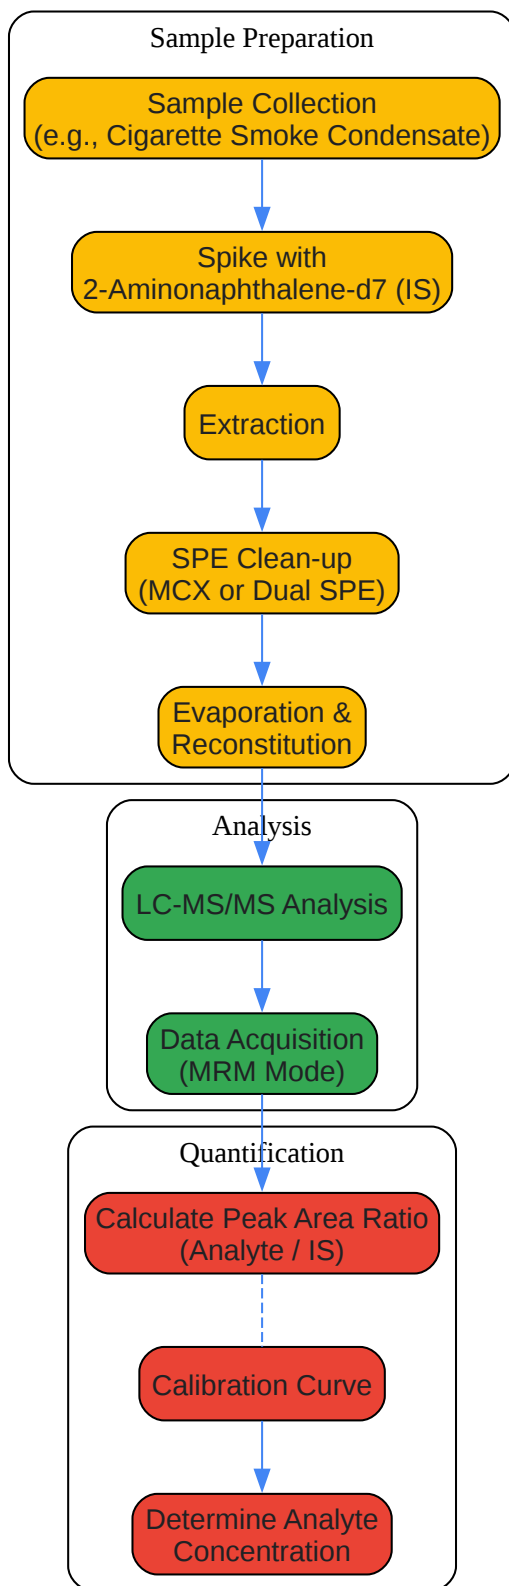 Sample Preparation
Sample Collection
(e.g., Cigarette Smoke Condensate)
Spike with
2-Aminonaphthalene-d7 (IS)
Extraction
SPE Clean-up
(MCX or Dual SPE)
Evaporation &
Reconstitution
Analysis
LC-MS/MS Analysis
Data Acquisition
(MRM Mode)
Quantification
Calculate Peak Area Ratio
(Analyte / IS)
Calibration Curve
Determine Analyte
Concentration